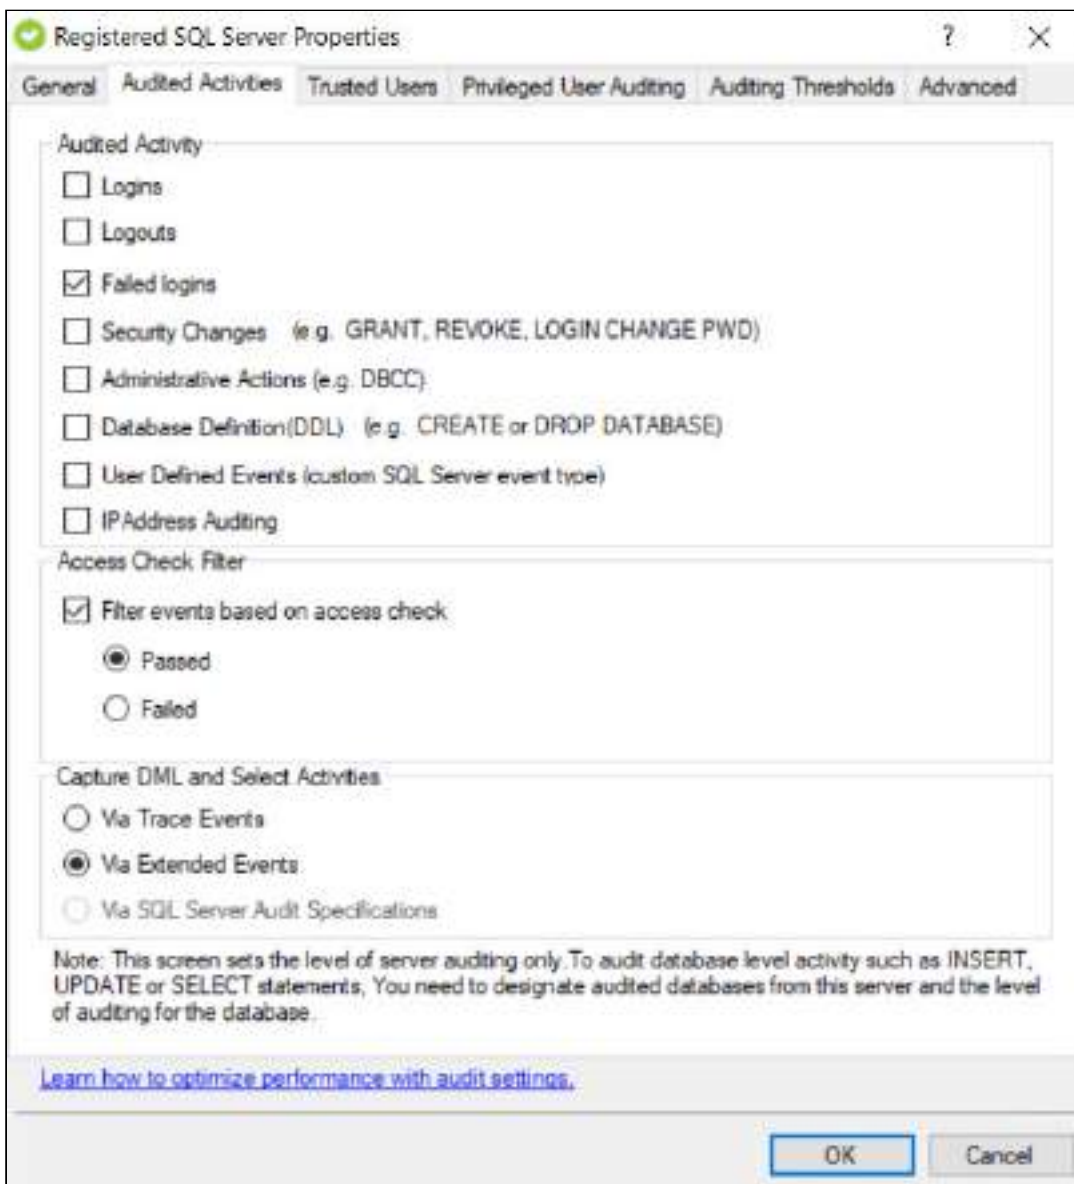 Registered SQL Server Properties ?
General Audited Activities Trusted Users Privileged User Auditing Auditing Thresholds Advanced
Audited Activity
Logins
Logouts
Failed logins
Security Changes (e.g. GRANT, REVOKE, LOGIN CHANGE PWD)
Administrative Actions (e.g. DBCC)
Database Definition(DDL) (e.g. CREATE or DROP DATABASE)
User Defined Events (custom SQL Server event type)
IPAddress Auditing
Access Check Filter
Filter events based on access check
Passed
Failed
Capture DML and Select Activities
Via Trace Events
Via Extended Events
Via SQL Server Audit Specifications
Note: This screen sets the level of server auditing only.To audit database level activity such as INSERT,
UPDATE or SELECT statements, You need to designate audited databases from this server and the level
of auditing for the database.
Learn how to optimize performance with audit settings.
OK Cancel